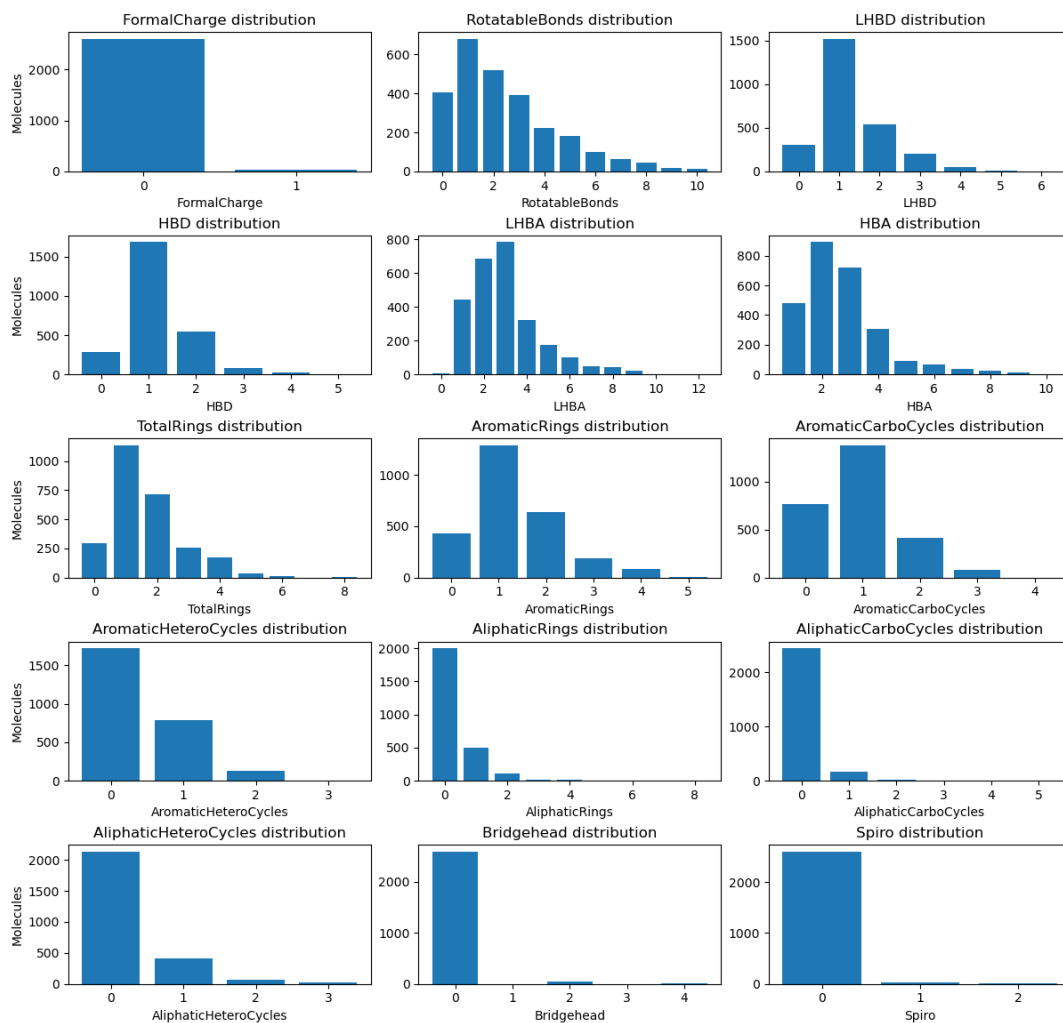 FormalCharge distribution
RotatableBonds distribution
LHBD distribution
Molecules
2000
1000
0
0 1
FormalCharge
600
400
200
0
0 2 4 6 8 10
RotatableBonds
1500
1000
500
0
0 1 2 3 4 5 6
LHBD
HBD distribution
LHBA distribution
HBA distribution
Molecules
1500
1000
500
0
0 1 2 3 4 5
HBD
800
600
400
200
0
0 2 4 6 8 10 12
LHBA
800
600
400
200
0
2 4 6 8 10
HBA
TotalRings distribution
AromaticRings distribution
AromaticCarboCycles distribution
Molecules
1000
750
500
250
0
0 2 4 6 8
TotalRings
1000
500
0
0 1 2 3 4 5
AromaticRings
1000
500
0
0 1 2 3 4
AromaticCarboCycles
AromaticHeteroCycles distribution
AliphaticRings distribution
AliphaticCarboCycles distribution
Molecules
1500
1000
500
0
0 1 2 3
AromaticHeteroCycles
2000
1500
1000
500
0
0 2 4 6 8
AliphaticRings
2000
1000
0
0 1 2 3 4 5
AliphaticCarboCycles
AliphaticHeteroCycles distribution
Bridgehead distribution
Spiro distribution
Molecules
2000
1500
1000
500
0
0 1 2 3
AliphaticHeteroCycles
2000
1000
0
0 1 2 3 4
Bridgehead
2000
1000
0
0 1 2
Spiro